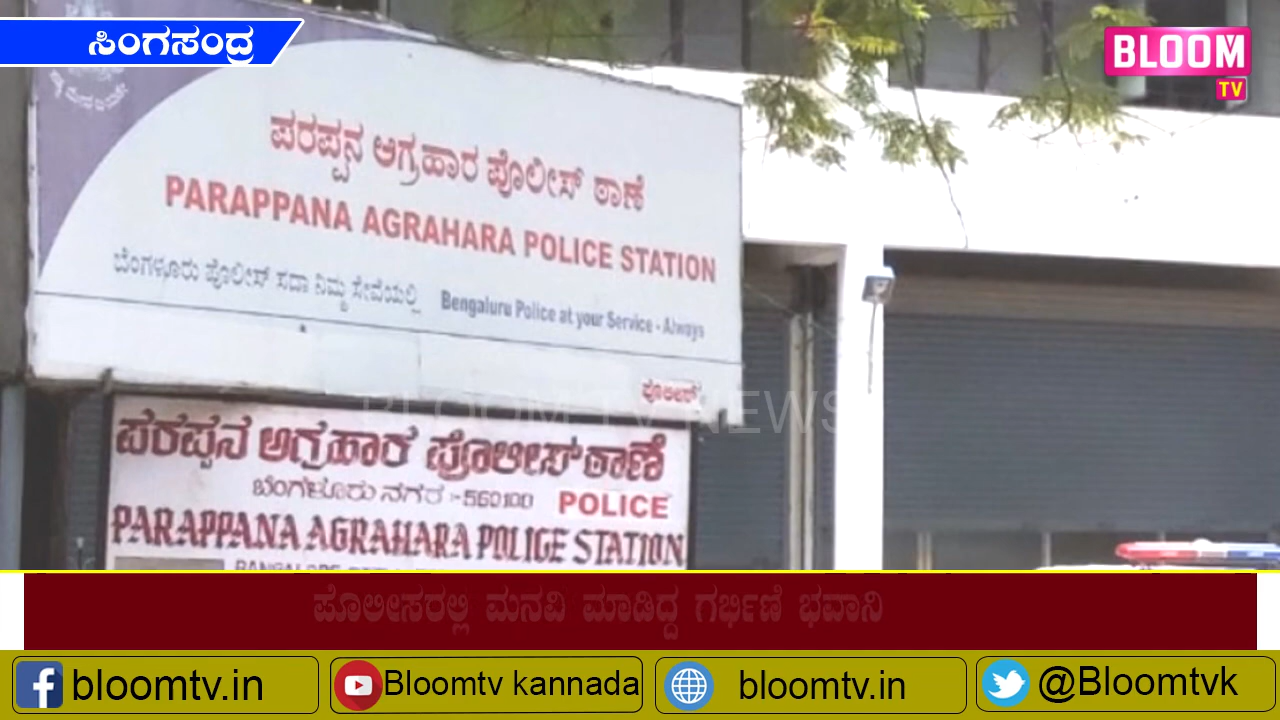 ಸಿಂಗಸಂದ್ರ
BLOOM
TV
ಪರಪ್ಪನ ಆಗ್ರಹಾರ ಪೊಲೀಸ್ ಠಾಣೆ
PARAPPANA AGRAHARA POLICE STATION
ಬೆಂಗಳೂರು ಪೊಲೀಸ್ ಸದಾ ನಿಮ್ಮ ಸೇವೆಯಲ್ಲಿ Bengaluru Police at your Service - Always
ಪೊಲೀಸ್
BLOOM TV NEWS
ಪರಪ್ಪನ ಅಗ್ರಹಾರ ಪೊಲೀಸ್ ಠಾಣೆ
ಬೆಂಗಳೂರು ನಗರ :-560100 POLICE
PARAPPANA AGRAHARA POLICE STATION
ಪೊಲೀಸರಲ್ಲಿ ಮನವಿ ಮಾಡಿದ್ದ ಗರ್ಭಿಣಿ ಭವಾನಿ
bloomtv.in Bloomtv kannada bloomtv.in @Bloomtvk